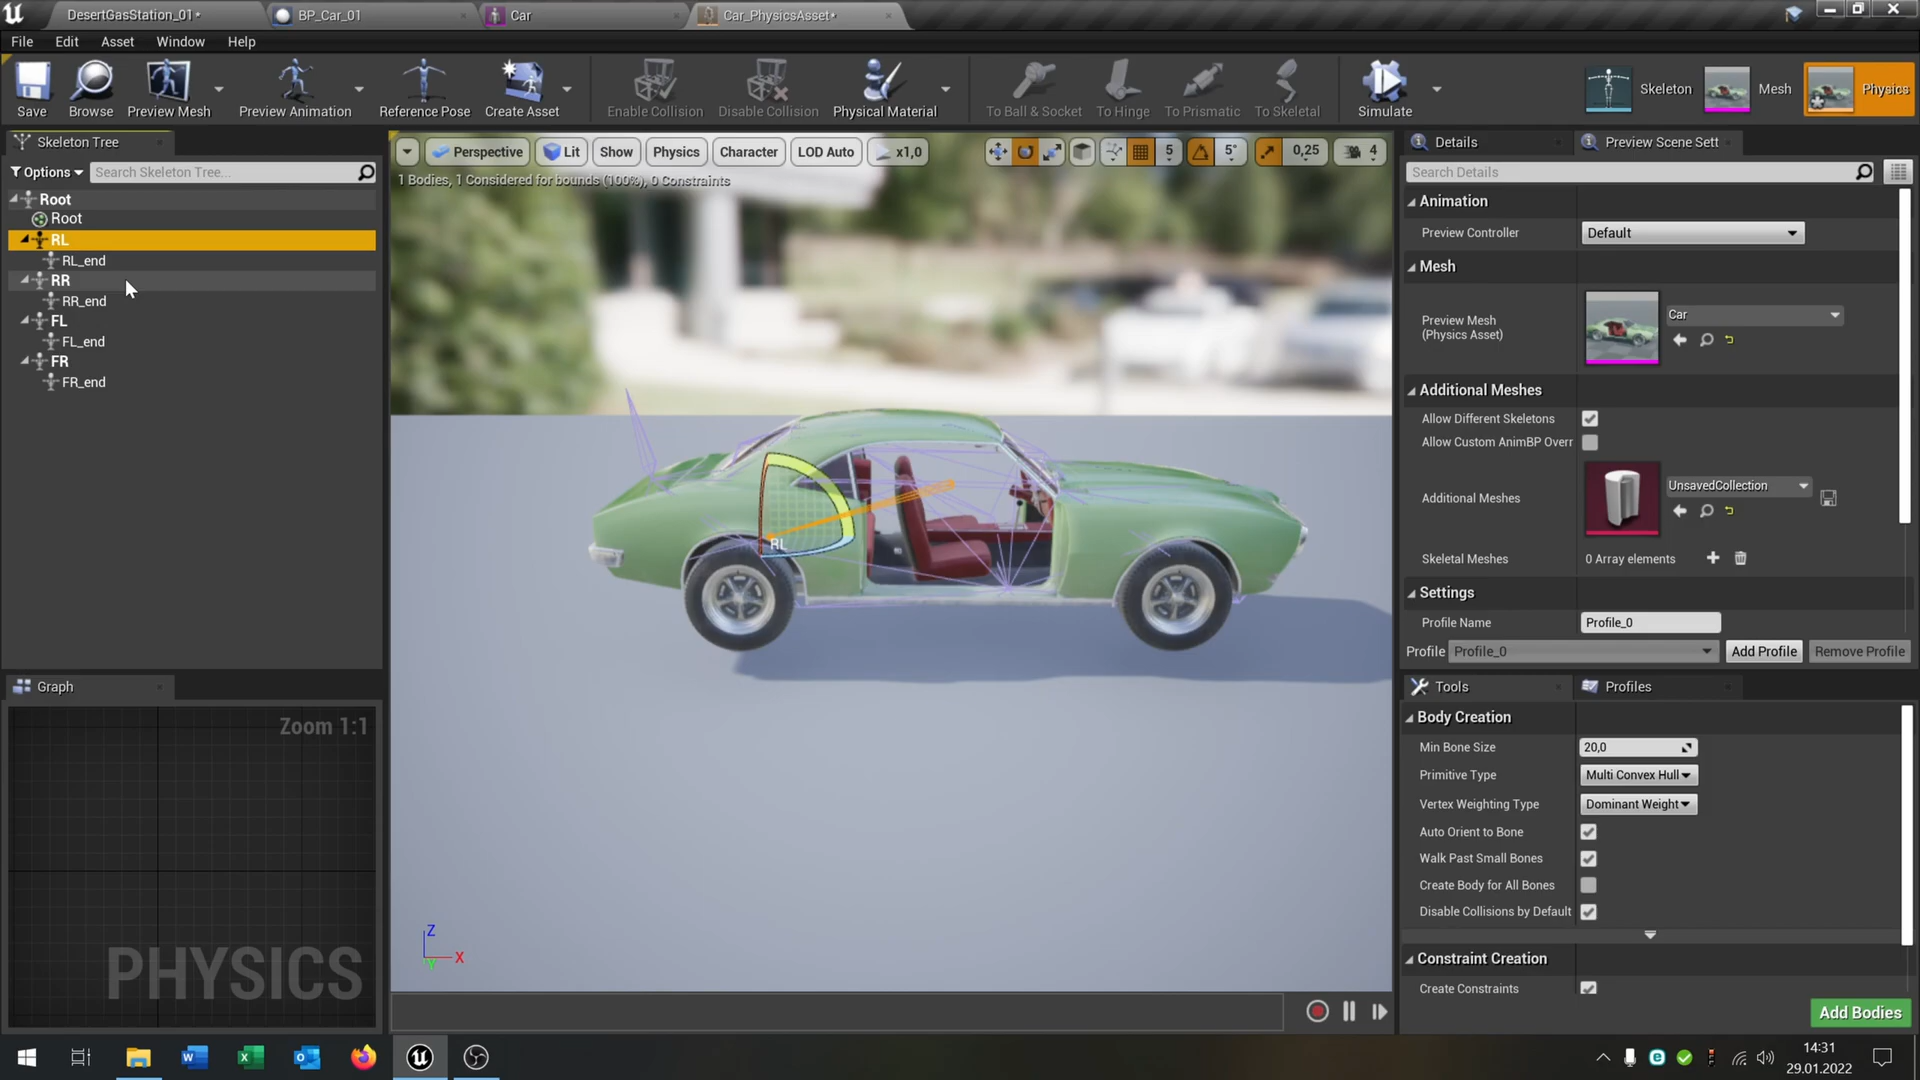 DesertGasStation_01*
BP_Car_01
Car
Car_PhysicsAsset*
File Edit Asset Window Help
Save
Browse
Preview Mesh
Preview Animation
Reference Pose
Create Asset
Enable Collision
Disable Collision
Physical Material
To Ball & Socket
To Hinge
To Prismatic
To Skeletal
Simulate
Skeleton
Mesh
Physics
Skeleton Tree
Options
Search Skeleton Tree...
Root
Root
RL
RL_end
RR
RR_end
FL
FL_end
FR
FR_end
Graph
Zoom 1:1
PHYSICS
Perspective
Lit
Show
Physics
Character
LOD Auto
x1,0
5
5°
0,25
4
1 Bodies, 1 Considered for bounds (100%), 0 Constraints
RL
Z
X
Y
Details
Preview Scene Sett
Search Details
Animation
Preview Controller
Default
Mesh
Preview Mesh
(Physics Asset)
Car
Additional Meshes
Allow Different Skeletons
Allow Custom AnimBP Overr
Additional Meshes
UnsavedCollection
Skeletal Meshes
0 Array elements
Settings
Profile Name
Profile_0
Profile
Profile_0
Add Profile
Remove Profile
Tools
Profiles
Body Creation
Min Bone Size
20,0
Primitive Type
Multi Convex Hull
Vertex Weighting Type
Dominant Weight
Auto Orient to Bone
Walk Past Small Bones
Create Body for All Bones
Disable Collisions by Default
Constraint Creation
Create Constraints
Add Bodies
14:31
29.01.2022